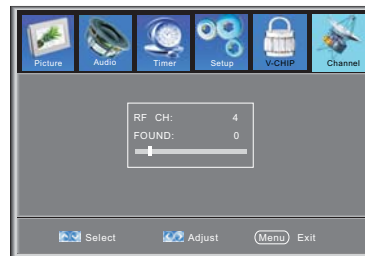 Picture Audio Timer Setup V-CHIP Channel
RF CH: 4
FOUND: 0
Select Adjust Menu Exit